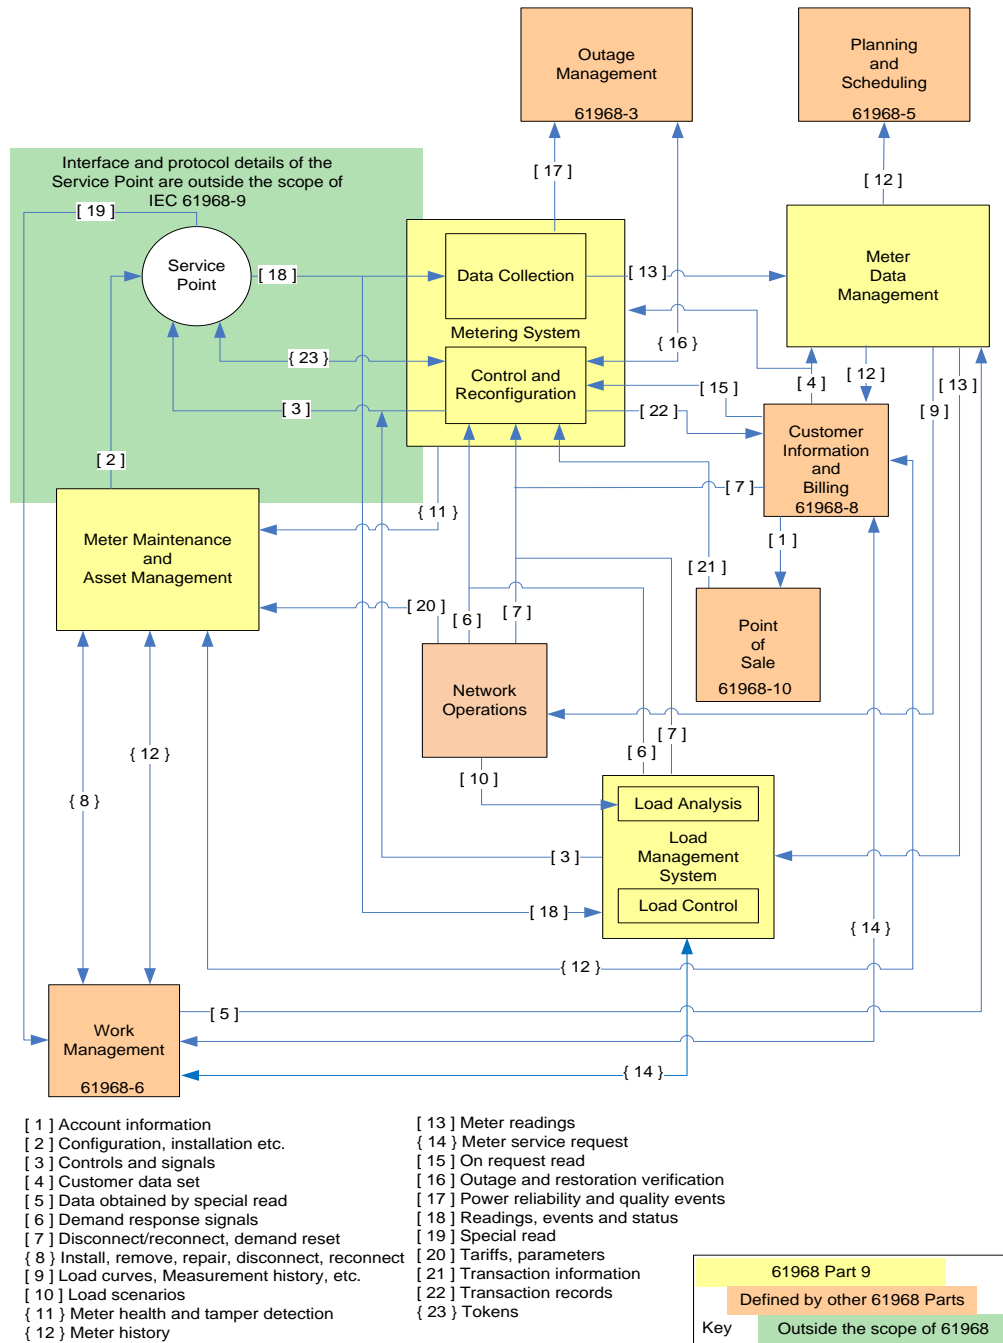 Outage
Management
61968-3
Planning
and
Scheduling
61968-5
Interface and protocol details of the
Service Point are outside the scope of
IEC 61968-9
[ 17 ]
[ 12 ]
[ 19 ]
Service
Point
[ 18 ]
Data Collection
[ 13 ]
Meter
Data
Management
Metering System
{ 16 }
{ 23 }
Control and
Reconfiguration
[ 15 ]
[ 4 ]
[ 12 ]
[ 13 ]
[ 3 ]
[ 22 ]
[ 9 ]
Customer
Information
and
Billing
61968-8
[ 2 ]
[ 7 ]
{ 11 }
Meter Maintenance
and
Asset Management
[ 1 ]
[ 21 ]
[ 20 ]
[ 6 ]
[ 7 ]
Point
of
Sale
61968-10
Network
Operations
[ 7 ]
[ 6 ]
{ 12 }
[ 10 ]
{ 8 }
Load Analysis
Load
Management
System
Load Control
[ 3 ]
[ 18 ]
{ 14 }
{ 12 }
[ 5 ]
Work
Management
61968-6
{ 14 }
[ 1 ] Account information
[ 2 ] Configuration, installation etc.
[ 3 ] Controls and signals
[ 4 ] Customer data set
[ 5 ] Data obtained by special read
[ 6 ] Demand response signals
[ 7 ] Disconnect/reconnect, demand reset
{ 8 } Install, remove, repair, disconnect, reconnect
[ 9 ] Load curves, Measurement history, etc.
[ 10 ] Load scenarios
{ 11 } Meter health and tamper detection
{ 12 } Meter history
[ 13 ] Meter readings
{ 14 } Meter service request
[ 15 ] On request read
[ 16 ] Outage and restoration verification
[ 17 ] Power reliability and quality events
[ 18 ] Readings, events and status
[ 19 ] Special read
[ 20 ] Tariffs, parameters
[ 21 ] Transaction information
[ 22 ] Transaction records
{ 23 } Tokens
61968 Part 9
Defined by other 61968 Parts
Key
Outside the scope of 61968